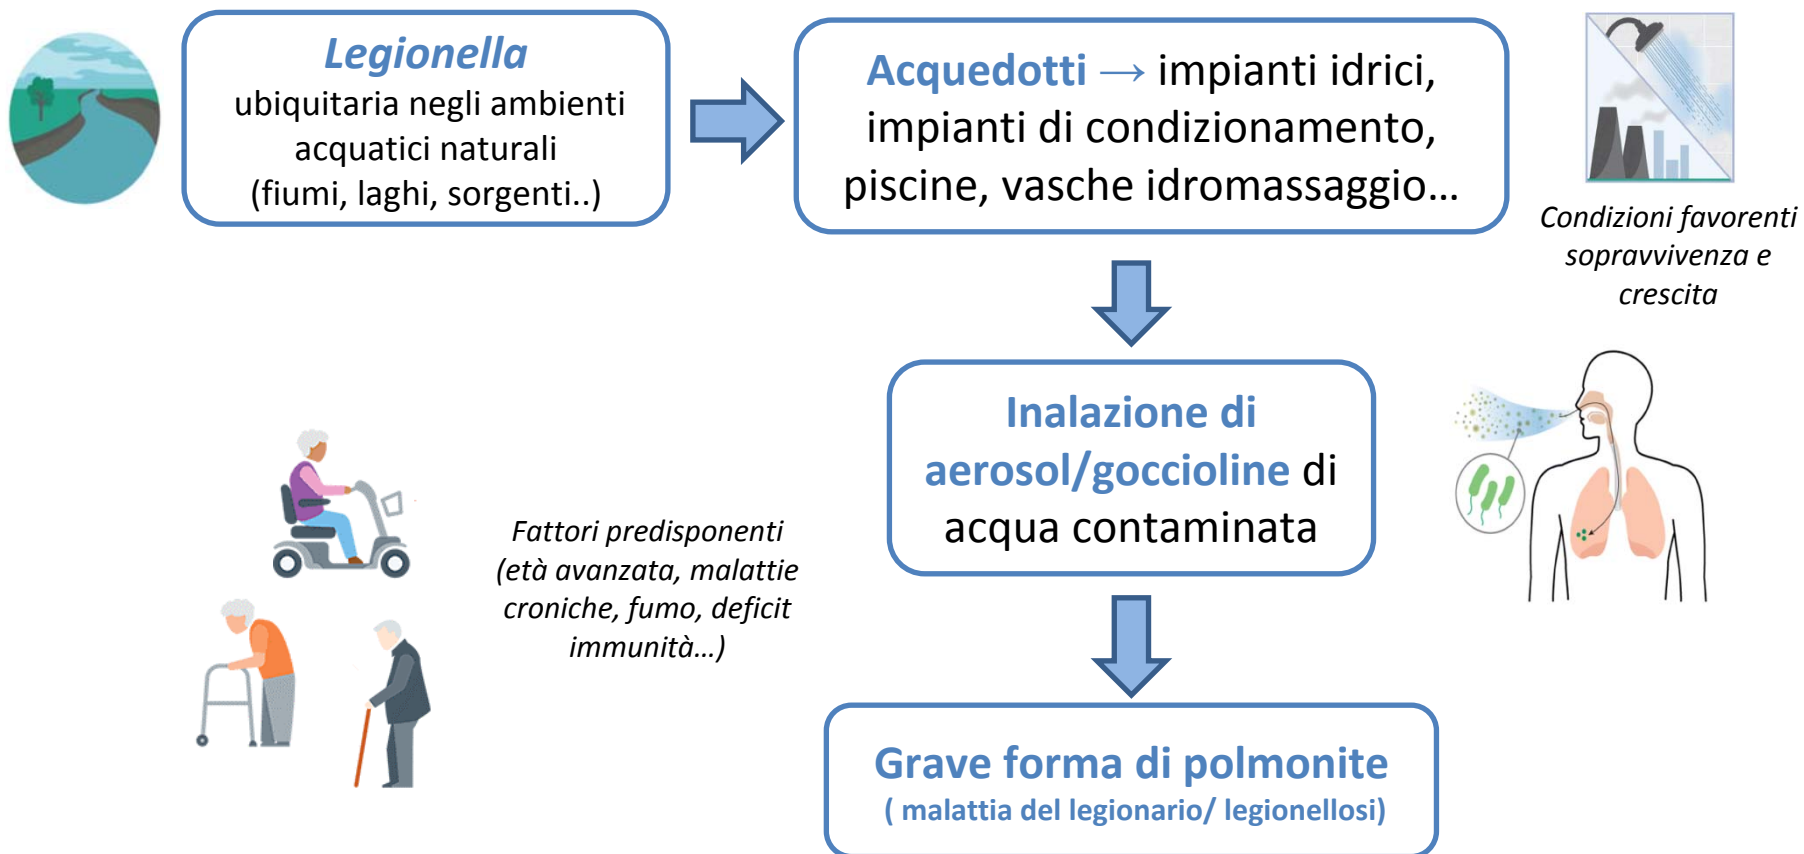 Legionella
ubiquitaria negli ambienti
acquatici naturali
(fiumi, laghi, sorgenti..)
Acquedotti → impianti idrici,
impianti di condizionamento,
piscine, vasche idromassaggio...
Condizioni favorenti
sopravvivenza e
crescita
Inalazione di
aerosol/goccioline di
acqua contaminata
Fattori predisponenti
(età avanzata, malattie
croniche, fumo, deficit
immunità...)
Grave forma di polmonite
( malattia del legionario/ legionellosi)